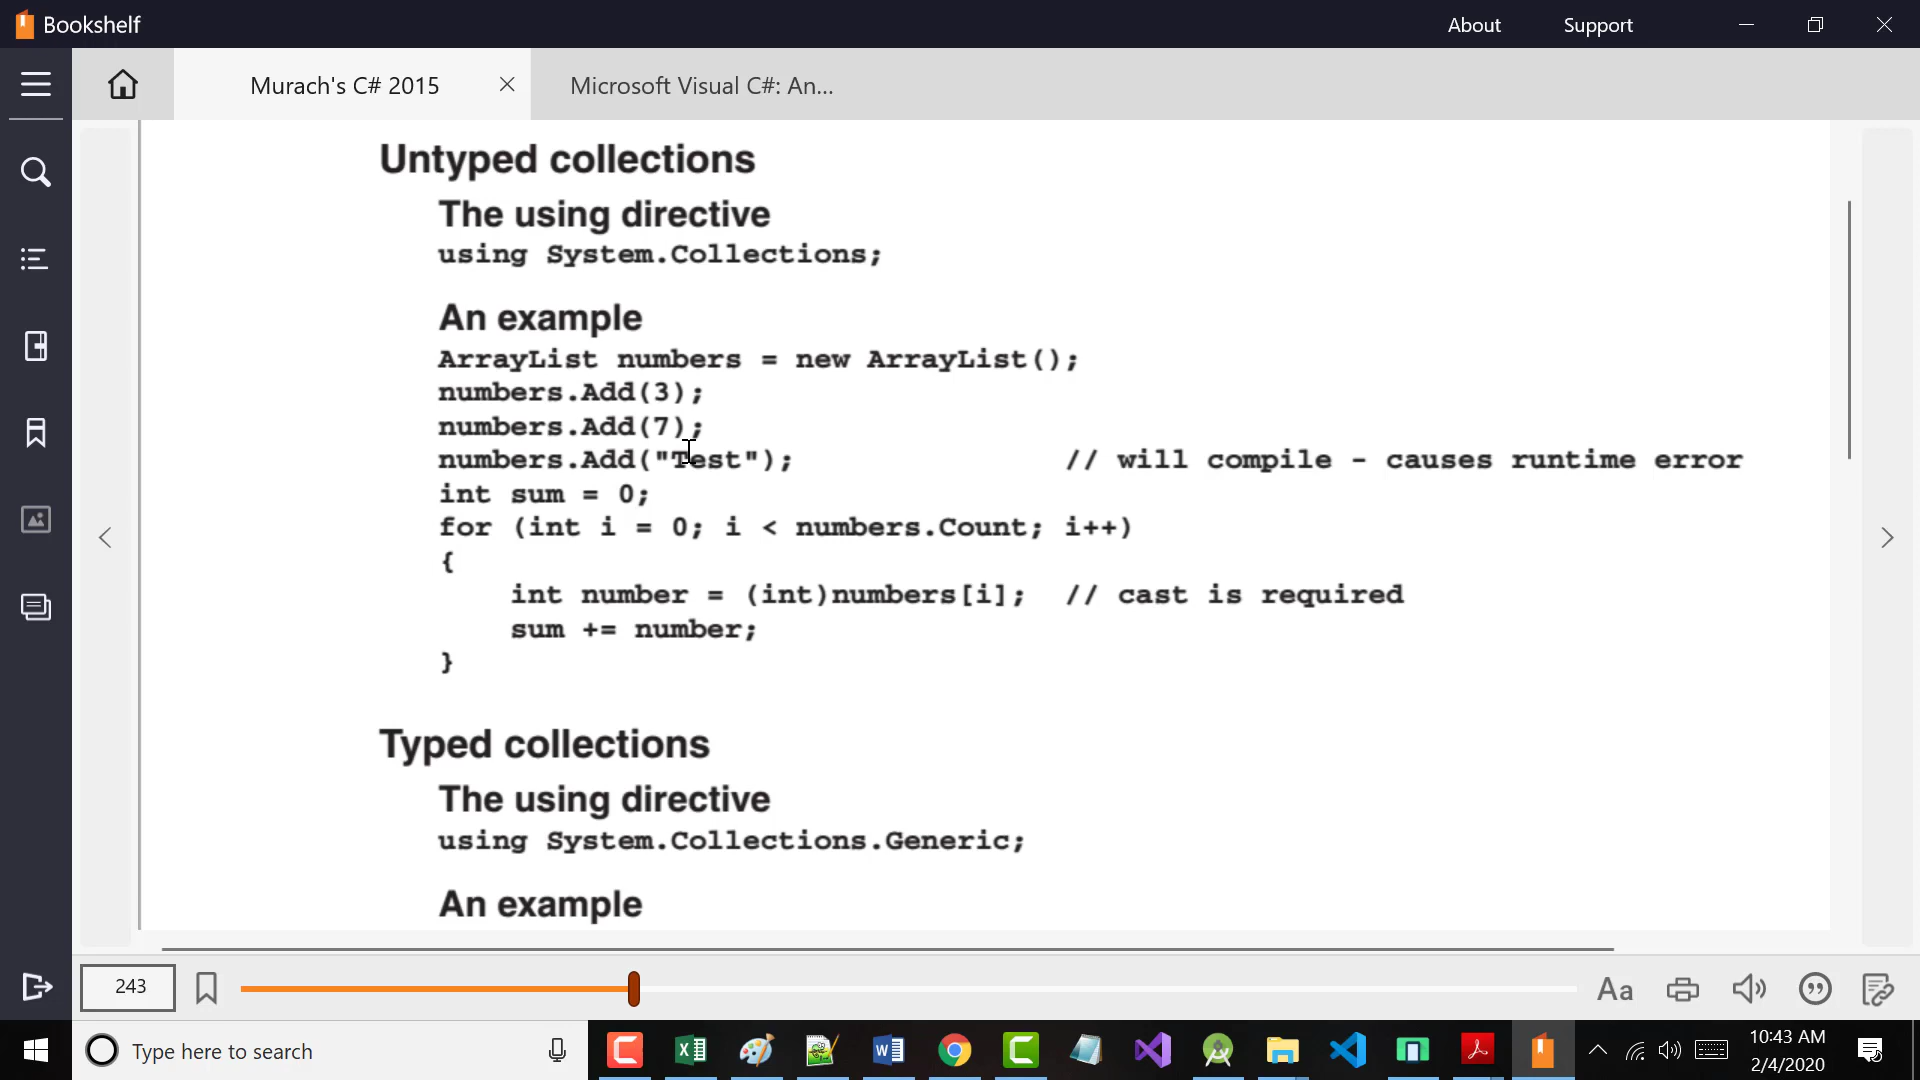 Bookshelf
About Support
Murach's C# 2015
Microsoft Visual C#: An...
Untyped collections
The using directive
using System.Collections;
An example
ArrayList numbers = new ArrayList();
numbers.Add(3);
numbers.Add(7);
numbers.Add("Test"); // will compile - causes runtime error
int sum = 0;
for (int i = 0; i < numbers.Count; i++)
{
int number = (int)numbers[i]; // cast is required
sum += number;
}
Typed collections
The using directive
using System.Collections.Generic;
An example
243
Aa
Type here to search
10:43 AM
2/4/2020